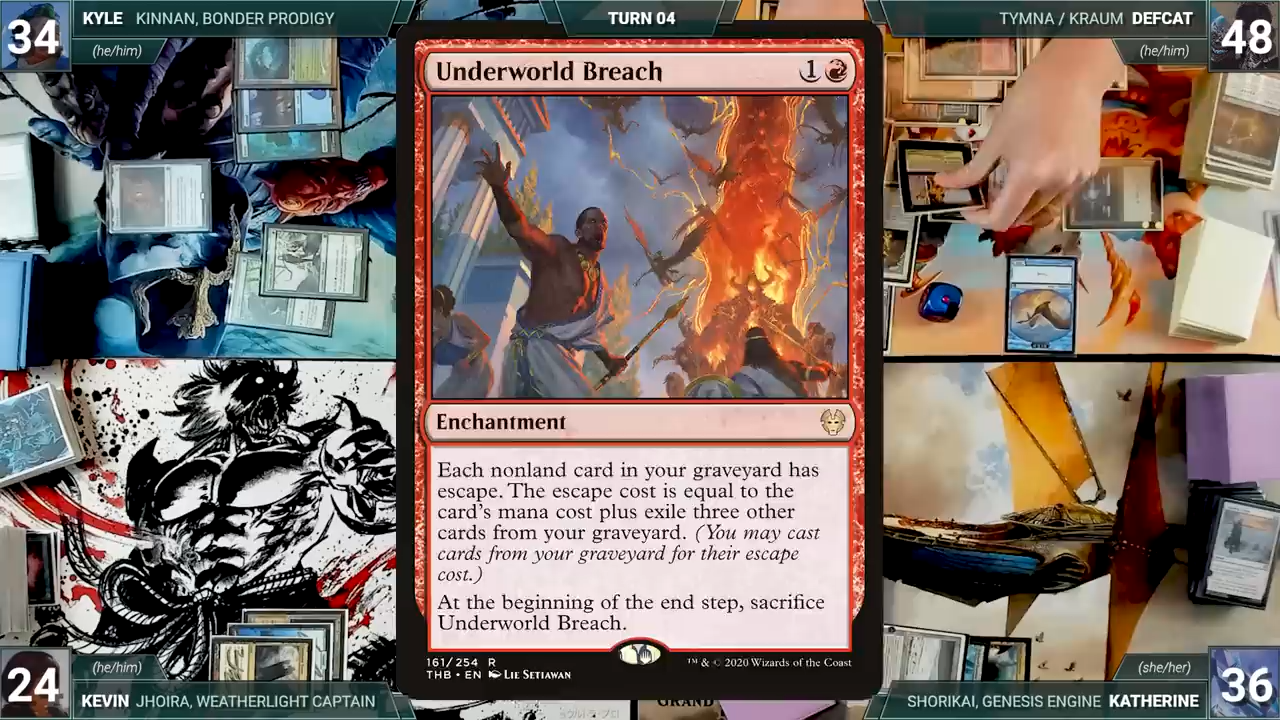 34
KYLE KINNAN, BONDER PRODIGY
(he/him)
TURN 04
TYMNA / KRAUM DEFCAT
(he/him)
48
Underworld Breach 1
Enchantment
Each nonland card in your graveyard has
escape. The escape cost is equal to the
card's mana cost plus exile three other
cards from your graveyard. (You may cast
cards from your graveyard for their escape
cost.)
At the beginning of the end step, sacrifice
Underworld Breach.
161/254 R
THB • EN LIE SETIAWAN
™ & © 2020 Wizards of the Coast
24
(he/him)
KEVIN JHOIRA, WEATHERLIGHT CAPTAIN
GRAND
(she/her)
SHORIKAI, GENESIS ENGINE KATHERINE
36